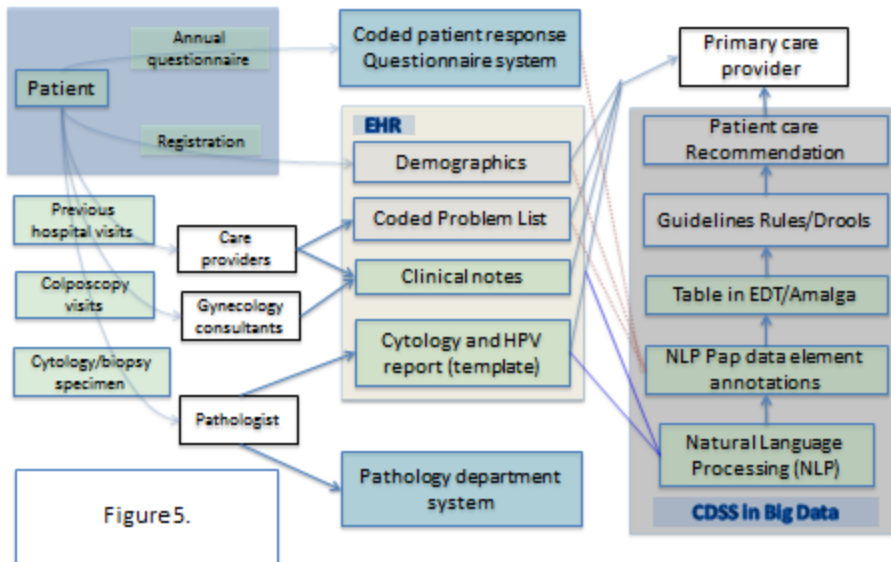 Annual
questionnaire
Patient
Registration
Previous
hospital visits
Colposcopy
visits
Cytology/biopsy
specimen
Care
providers
Gynecology
consultants
Pathologist
Figure 5.
Coded patient response
Questionnaire system
EHR
Demographics
Coded Problem List
Clinical notes
Cytology and HPV
report (template)
Pathology department
system
Primary care
provider
Patient care
Recommendation
Guidelines Rules/Drools
Table in EDT/Amalga
NLP Pap data element
annotations
Natural Language
Processing (NLP)
CDSS in Big Data